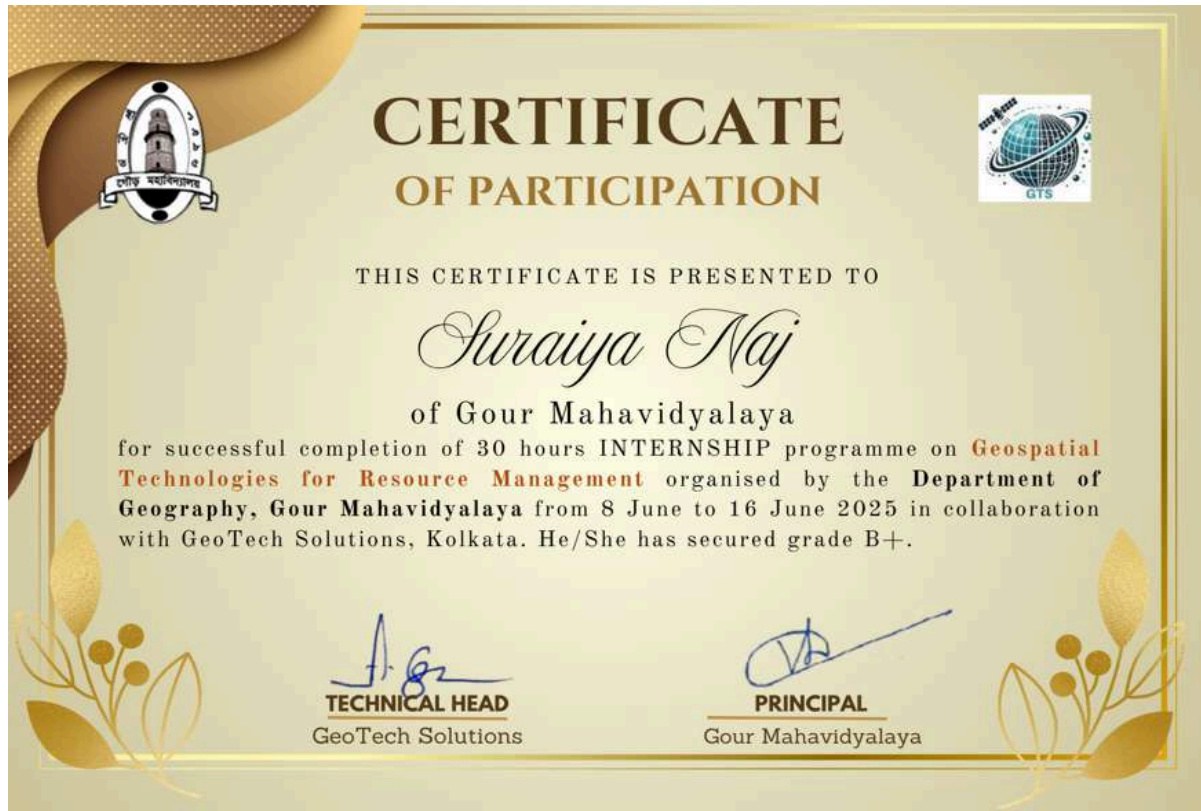 CERTIFICATE
OF PARTICIPATION
গৌড় মহাবিদ্যালয়
GTS
THIS CERTIFICATE IS PRESENTED TO
Suraiya Naj
of Gour Mahavidyalaya
for successful completion of 30 hours INTERNSHIP programme on Geospatial
Technologies for Resource Management organised by the Department of
Geography, Gour Mahavidyalaya from 8 June to 16 June 2025 in collaboration
with GeoTech Solutions, Kolkata. He/She has secured grade B+.
TECHNICAL HEAD
GeoTech Solutions
PRINCIPAL
Gour Mahavidyalaya